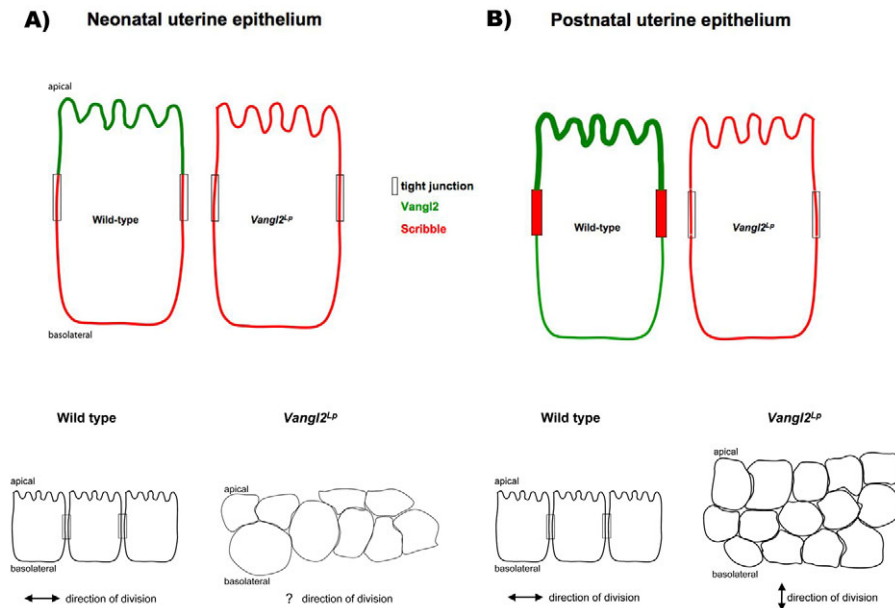 A) Neonatal uterine epithelium
B) Postnatal uterine epithelium
apical
tight junction
Vangl2
Scribble
Wild-type
Vangl2Lp
Wild-type
Vangl2Lp
basolateral
Wild type
Vangl2Lp
Wild type
Vangl2Lp
apical
apical
apical
apical
basolateral
basolateral
basolateral
basolateral
direction of division
? direction of division
direction of division
direction of division